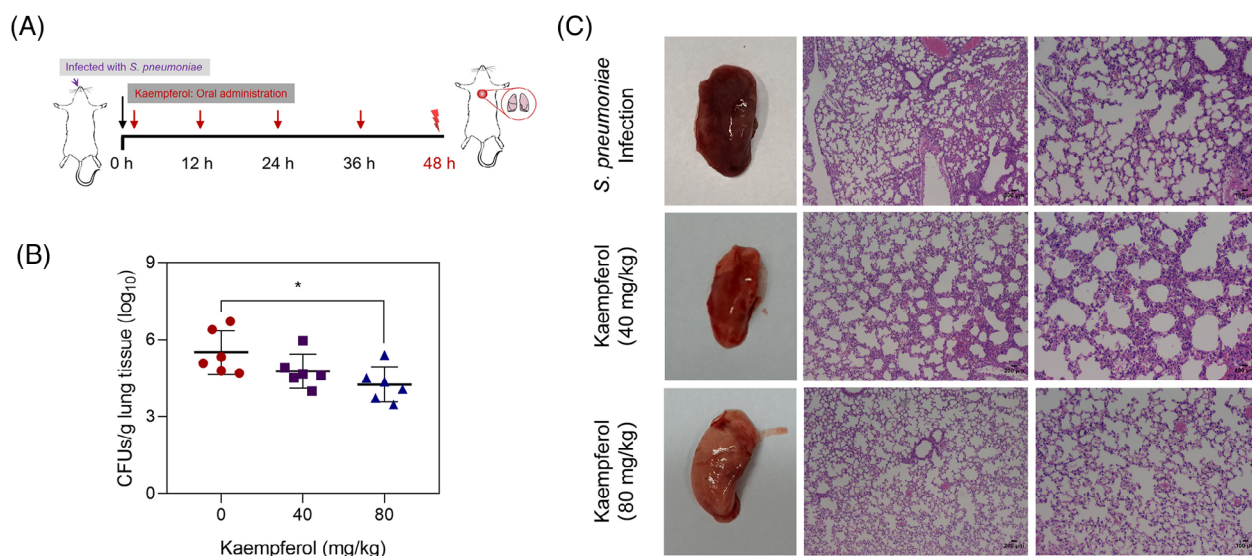 (A)
Infected with S. pneumoniae
Kaempferol: Oral administration
0 h 12 h 24 h 36 h 48 h
(B)
CFUs/g lung tissue (log10)
9
6
3
0
*
0 40 80
Kaempferol (mg/kg)
(C)
S. pneumoniae
Infection
Kaempferol
(40 mg/kg)
Kaempferol
(80 mg/kg)